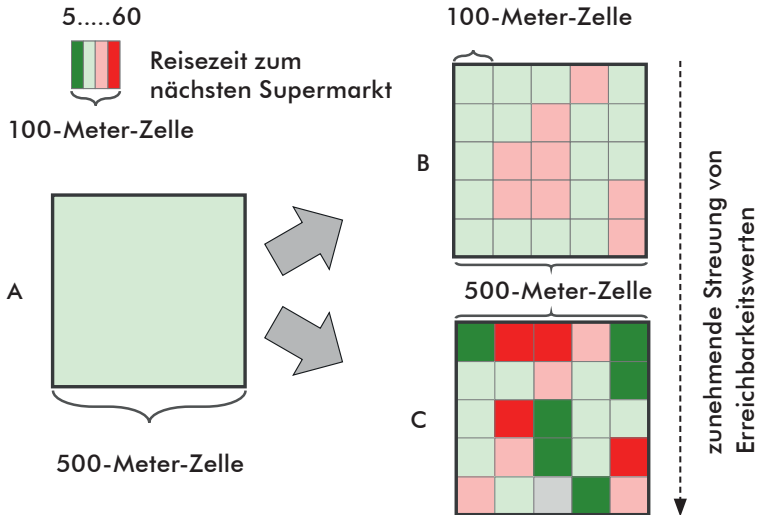 5.....60
Reisezeit zum
nächsten Supermarkt
100-Meter-Zelle
A
500-Meter-Zelle
100-Meter-Zelle
B
500-Meter-Zelle
C
zunehmende Streuung von
Erreichbarkeitswerten